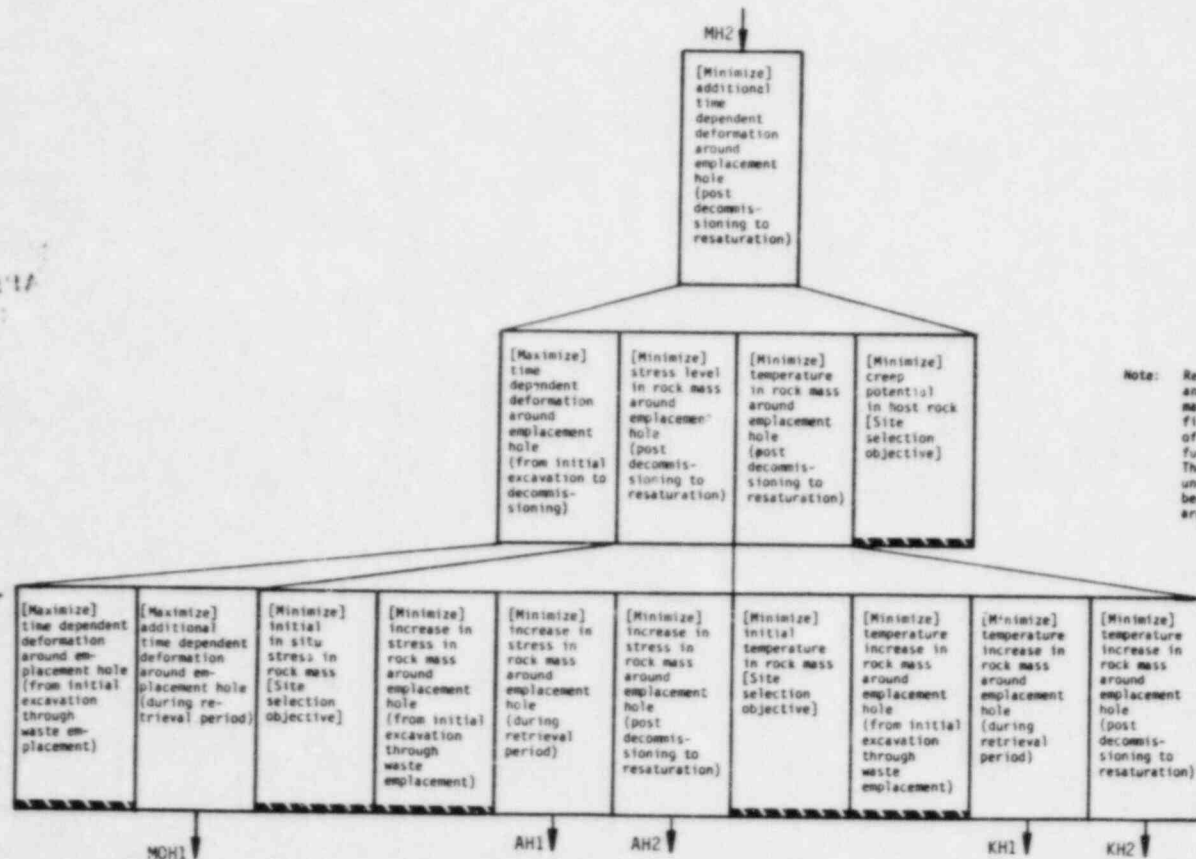 MH2
[Minimize]
additional
time
dependent
deformation
around
emplacement
hole
(post
decommis-
sioning to
resaturation)
[Maximize]
time
dependent
deformation
around
emplacement
hole
(from initial
excavation to
decommis-
sioning)
[Minimize]
stress level
in rock mass
around
emplacement
hole
(post
decommis-
sioning to
resaturation)
[Minimize]
temperature
in rock mass
around
emplacement
hole
(post
decommis-
sioning to
resaturation)
[Minimize]
creep
potential
in host rock
[Site
selection
objective]
Note: Re
an
ma
fi
of
fu
Th
un
be
ar
[Maximize]
time dependent
deformation
around em-
placement hole
(from initial
excavation
through
waste em-
placement)
[Maximize]
additional
time dependent
deformation
around em-
placement hole
(during re-
trieval period)
[Minimize]
initial
in situ
stress in
rock mass
[Site
selection
objective]
[Minimize]
increase in
stress in
rock mass
around
emplacement
hole
(from initial
excavation
through
waste
emplacement)
[Minimize]
increase in
stress in
rock mass
around
emplacement
hole
(during
retrieval
period)
[Minimize]
increase in
stress in
rock mass
around
emplacement
hole
(post
decommis-
sioning to
resaturation)
[Minimize]
initial
temperature
in rock mass
[Site
selection
objective]
[Minimize]
temperature
increase in
rock mass
around
emplacement
hole
(from initial
excavation
through
waste
emplacement)
[Minimize]
temperature
increase in
rock mass
around
emplacement
hole
(during
retrieval
period)
[Minimize]
temperature
increase in
rock mass
around
emplacement
hole
(post
decommis-
sioning to
resaturation)
MDH1
AH1
AH2
KH1
KH2